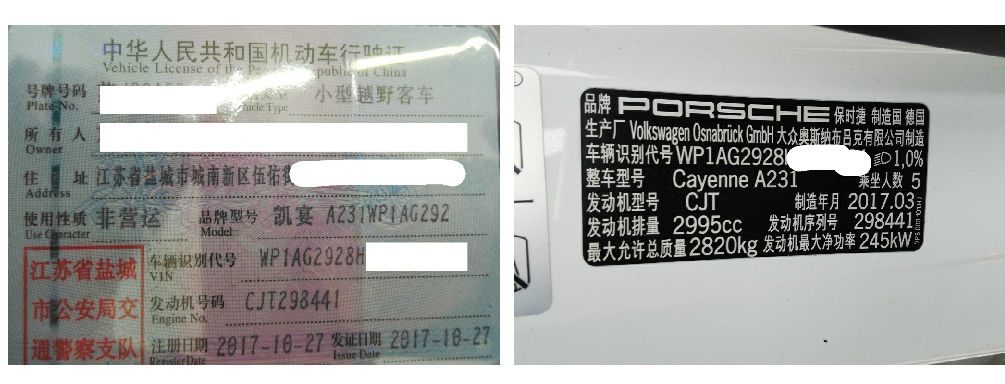 中华人民共和国机动车行驶证
Vehicle License of the People's Republic of China
号牌号码
Plate No.
Vehicle Type
小型越野客车
所有人
Owner
住址
Address
江苏省盐城市城南新区伍佑街
使用性质
Use Character
非营运
品牌型号
Model
凯宴 A231WP1AG292
江苏省盐城
市公安局交
通警察支队
车辆识别代号
VIN
WP1AG2928H
发动机号码
Engine No.
CJT298441
注册日期
Register Date
2017-10-27
发证日期
Issue Date
2017-10-27
品牌 PORSCHE 保时捷 制造国 德国
生产厂 Volkswagen Osnabrück GmbH 大众奥斯纳布吕克有限公司制造
车辆识别代号 WP1AG2928 1,0%
整车型号 Cayenne A231 乘坐人数 5
发动机型号 CJT 制造年月 2017.03
发动机排量 2995cc 发动机序列号 298441
最大允许总质量 2820kg 发动机最大净功率 245kW